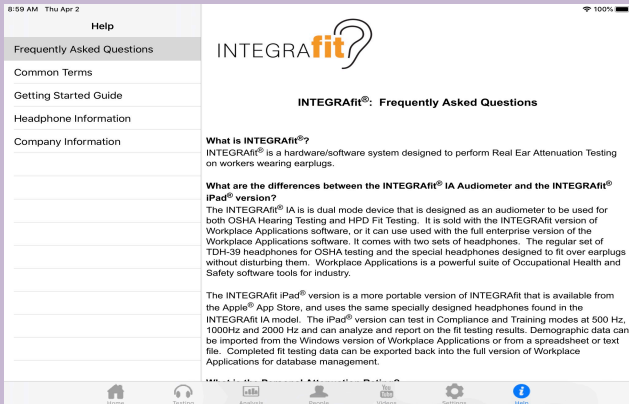 8:59 AM Thu Apr 2
100%
Help
Frequently Asked Questions
Common Terms
Getting Started Guide
Headphone Information
Company Information
INTEGRAfit
INTEGRAfit®: Frequently Asked Questions
What is INTEGRAfit®?
INTEGRAfit® is a hardware/software system designed to perform Real Ear Attenuation Testing
on workers wearing earplugs.
What are the differences between the INTEGRAfit® IA Audiometer and the INTEGRAfit®
iPad® version?
The INTEGRAfit® IA is is dual mode device that is designed as an audiometer to be used for
both OSHA Hearing Testing and HPD Fit Testing. It is sold with the INTEGRAfit version of
Workplace Applications software, or it can use used with the full enterprise version of the
Workplace Applications software. It comes with two sets of headphones. The regular set of
TDH-39 headphones for OSHA testing and the special headphones designed to fit over earplugs
without disturbing them. Workplace Applications is a powerful suite of Occupational Health and
Safety software tools for industry.
The INTEGRAfit iPad® version is a more portable version of INTEGRAfit that is available from
the Apple® App Store, and uses the same specially designed headphones found in the
INTEGRAfit IA model. The iPad® version can test in Compliance and Training modes at 500 Hz,
1000Hz and 2000 Hz and can analyze and report on the fit testing results. Demographic data can
be imported from the Windows version of Workplace Applications or from a spreadsheet or text
file. Completed fit testing data can be exported back into the full version of Workplace
Applications for database management.
What is the Personal Attenuation Rating?
You
Tube
Home Testing Analysis People Videos Settings Help